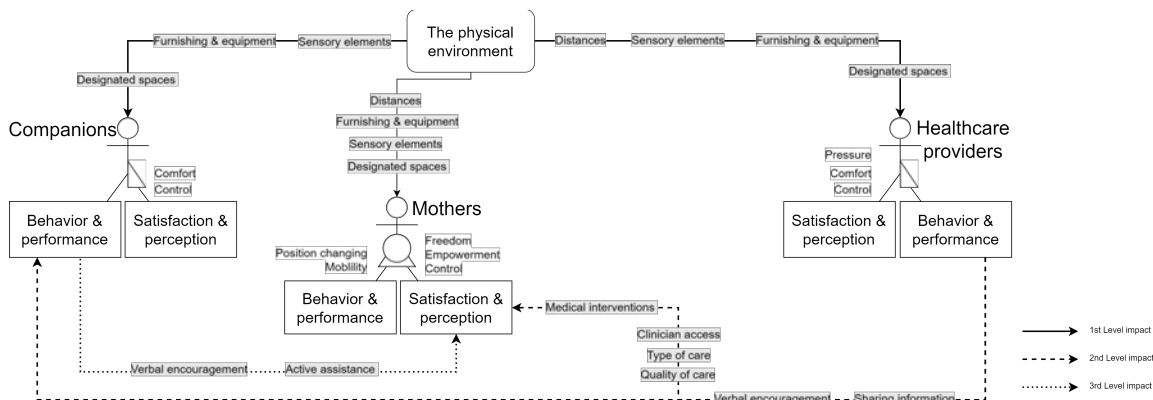 The physical
environment
Furnishing & equipment
Sensory elements
Distances
Sensory elements
Furnishing & equipment
Designated spaces
Designated spaces
Distances
Furnishing & equipment
Sensory elements
Designated spaces
Companions
Healthcare
providers
Comfort
Control
Pressure
Comfort
Control
Behavior &
performance
Satisfaction &
perception
Mothers
Satisfaction &
perception
Behavior &
performance
Position changing
Moblility
Freedom
Empowerment
Control
Behavior &
performance
Satisfaction &
perception
Medical interventions
Clinician access
Type of care
Quality of care
Verbal encouragement
Active assistance
Verbal encouragement
Sharing information
1st Level impact
2nd Level impact
3rd Level impact